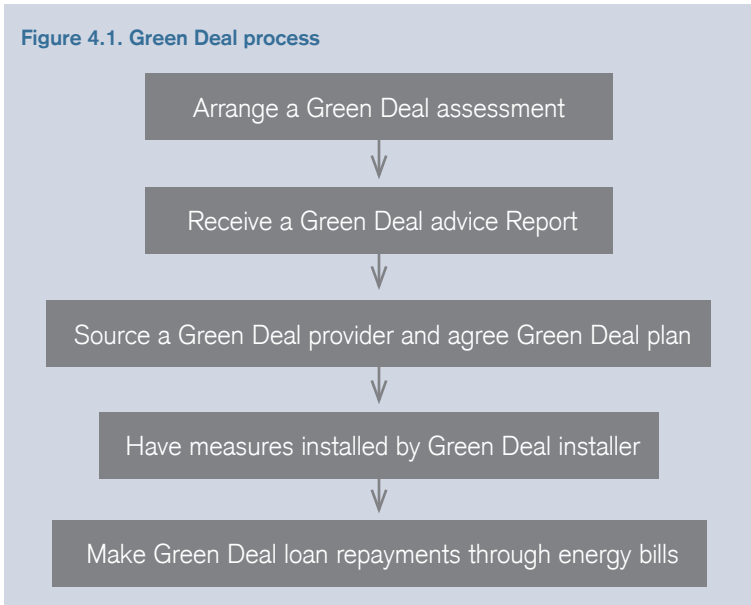 Figure 4.1. Green Deal process
Arrange a Green Deal assessment
Receive a Green Deal advice Report
Source a Green Deal provider and agree Green Deal plan
Have measures installed by Green Deal installer
Make Green Deal loan repayments through energy bills